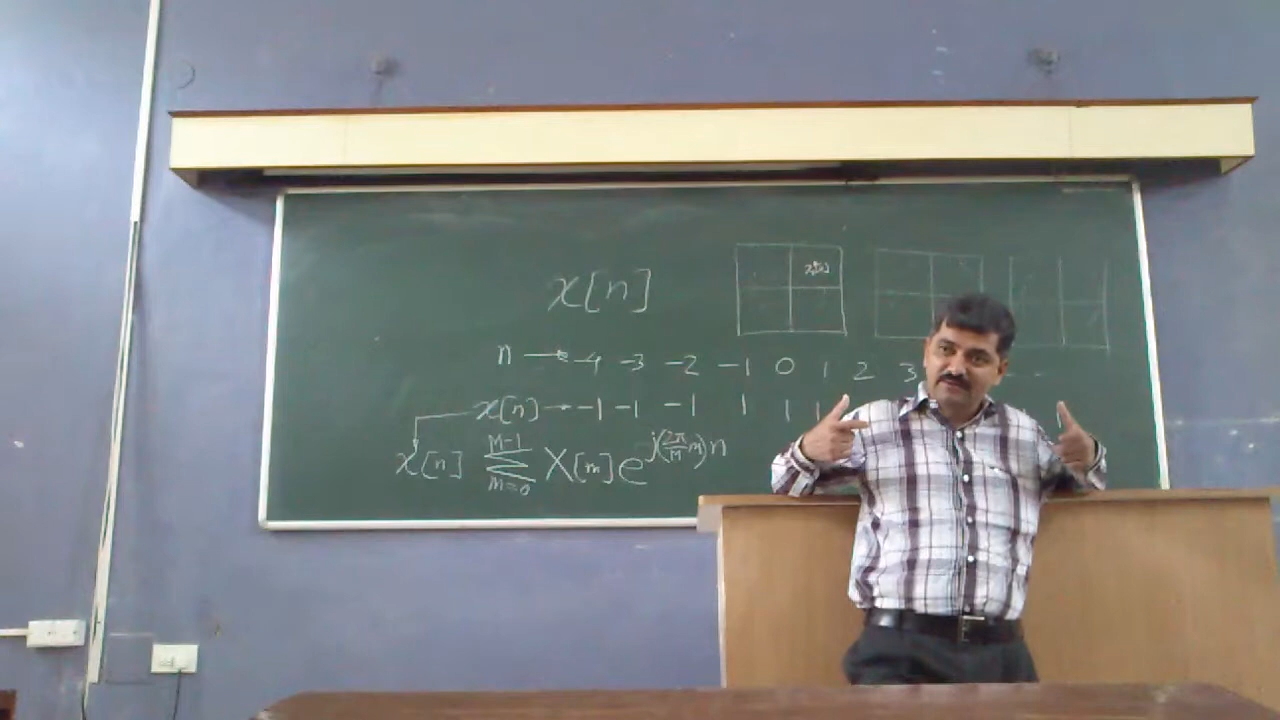 x[n]
n → -4 -3 -2 -1 0 1 2 3
x[n] → -1 -1 -1 1 1 1
x[n] M-1 ∑ m=0 X[m] e^{j(2π/M m)n}